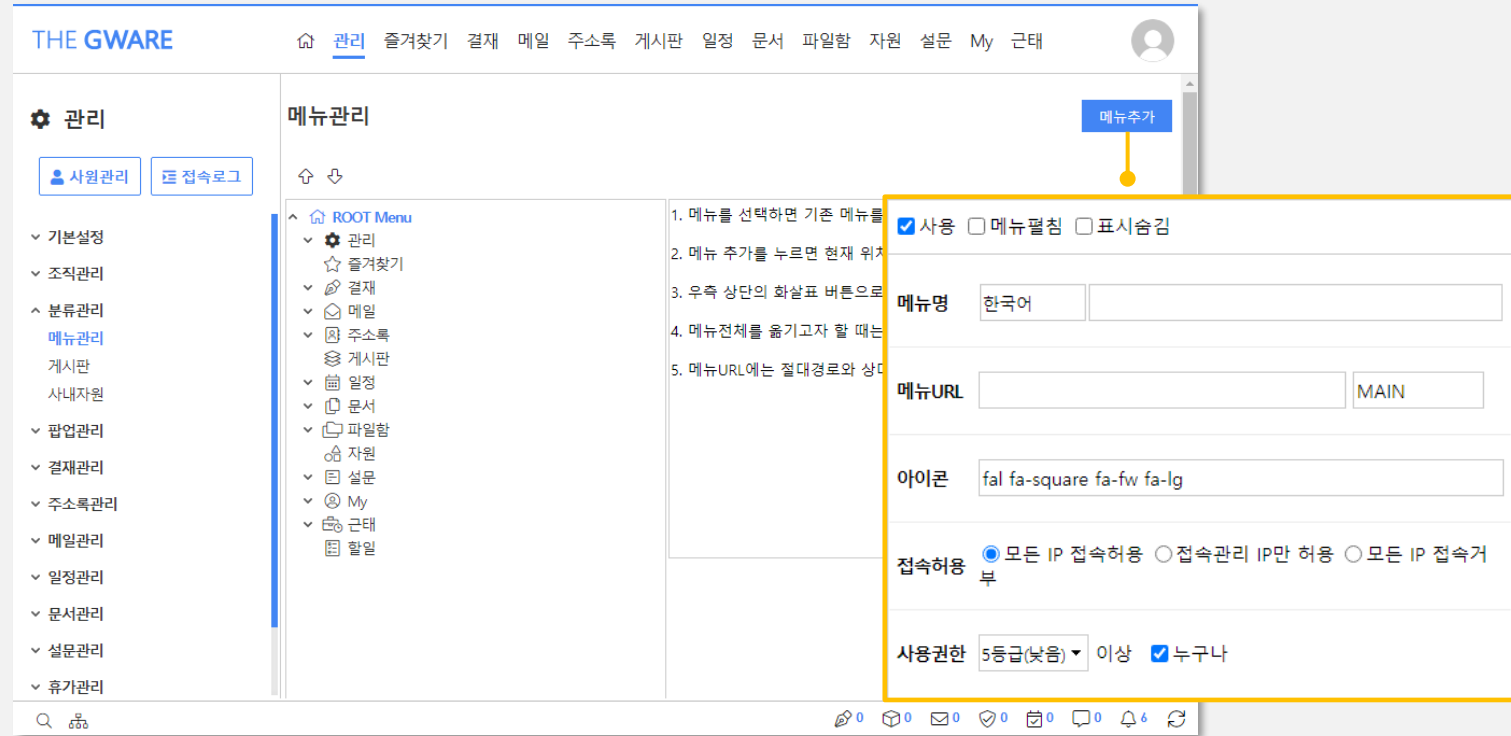 THE GWARE
관리 즐겨찾기 결재 메일 주소록 게시판 일정 문서 파일함 자원 설문 My 근태
관리
사원관리 접속로그
기본설정
조직관리
분류관리
메뉴관리
게시판
사내자원
팝업관리
결재관리
주소록관리
메일관리
일정관리
문서관리
설문관리
휴가관리
메뉴관리
메뉴추가
ROOT Menu
관리
즐겨찾기
결재
메일
주소록
게시판
일정
문서
파일함
자원
설문
My
근태
할일
1. 메뉴를 선택하면 기존 메뉴를
2. 메뉴 추가를 누르면 현재 위치
3. 우측 상단의 화살표 버튼으로
4. 메뉴전체를 옮기고자 할 때는
5. 메뉴URL에는 절대경로와
사용 메뉴펼침 표시숨김
메뉴명 한국어
메뉴URL MAIN
아이콘 fal fa-square fa-fw fa-lg
접속허용 모든 IP 접속허용 접속관리 IP만 허용 모든 IP 접속거
부
사용권한 5등급(낮음) 이상 누구나
0 0 0 0 0 0 6